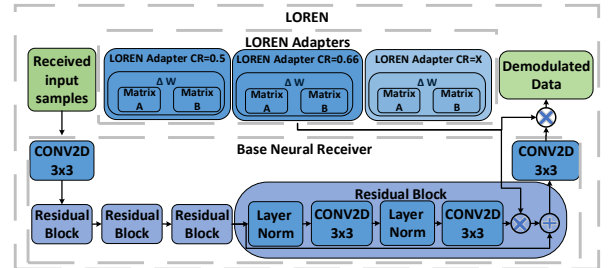 LOREN
LOREN Adapters
Received
input
samples
LOREN Adapter CR=0.5
Δ W
Matrix
A
Matrix
B
LOREN Adapter CR=0.66
Δ W
Matrix
A
Matrix
B
LOREN Adapter CR=X
Δ W
Matrix
A
Matrix
B
Demodulated
Data
Base Neural Receiver
CONV2D
3x3
CONV2D
3x3
Residual
Block
Residual
Block
Residual
Block
Residual Block
Layer
Norm
CONV2D
3x3
Layer
Norm
CONV2D
3x3